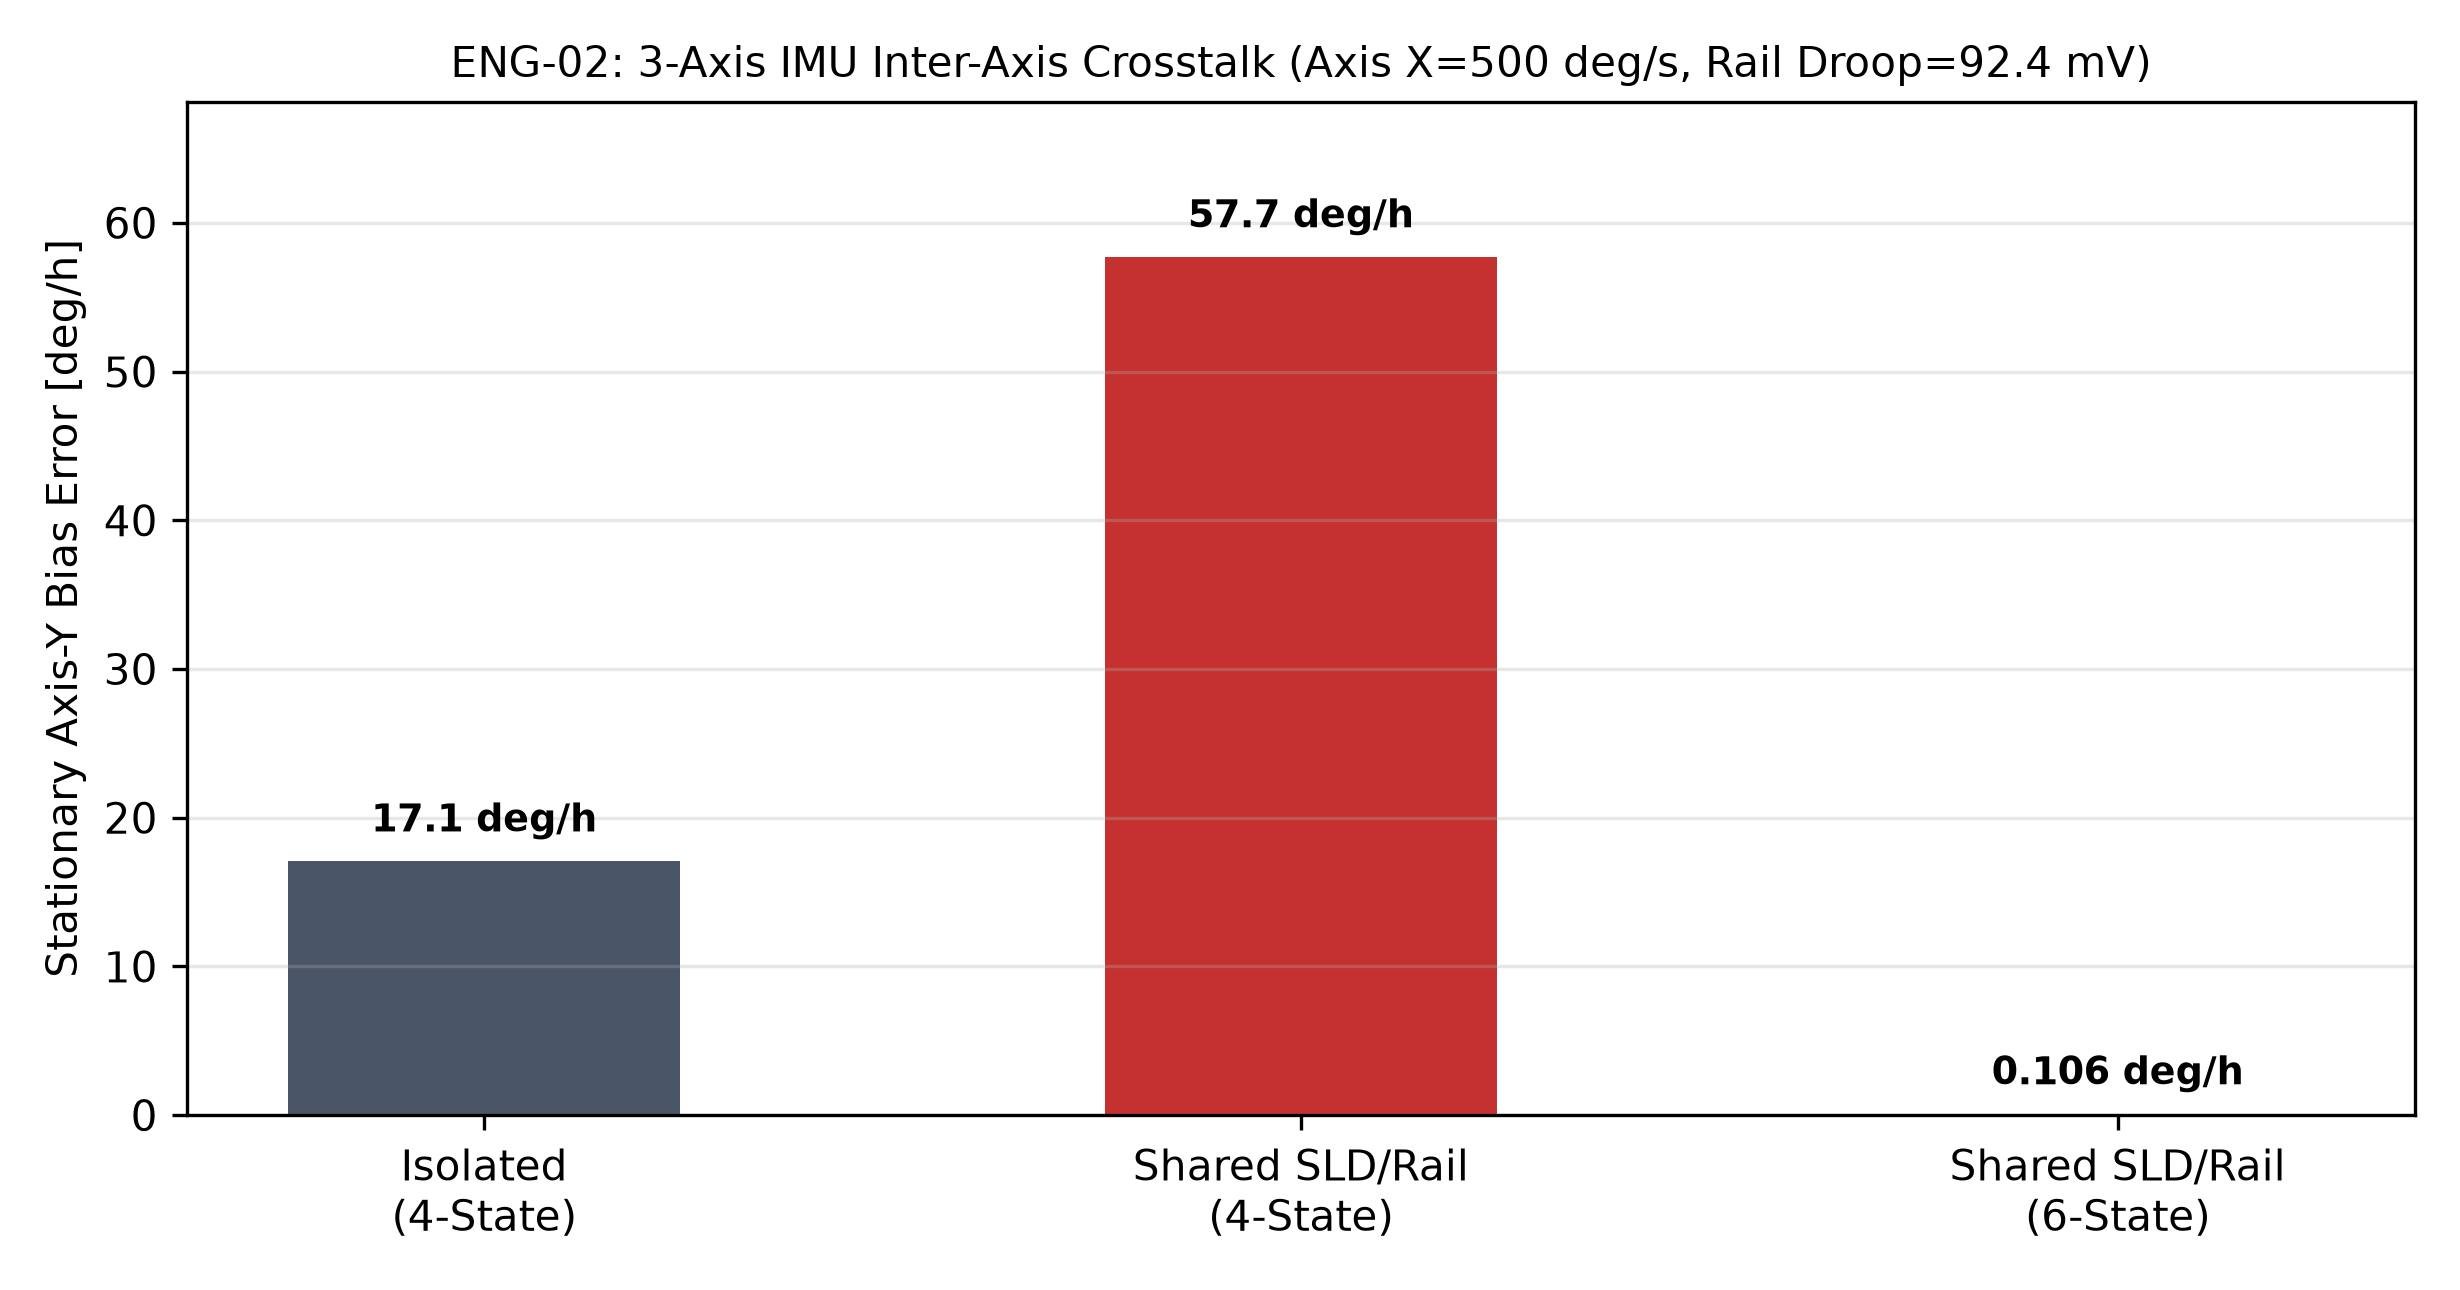 ENG-02: 3-Axis IMU Inter-Axis Crosstalk (Axis X=500 deg/s, Rail Droop=92.4 mV)
Stationary Axis-Y Bias Error [deg/h]
60
50
40
30
20
10
0
17.1 deg/h
57.7 deg/h
0.106 deg/h
Isolated
(4-State)
Shared SLD/Rail
(4-State)
Shared SLD/Rail
(6-State)